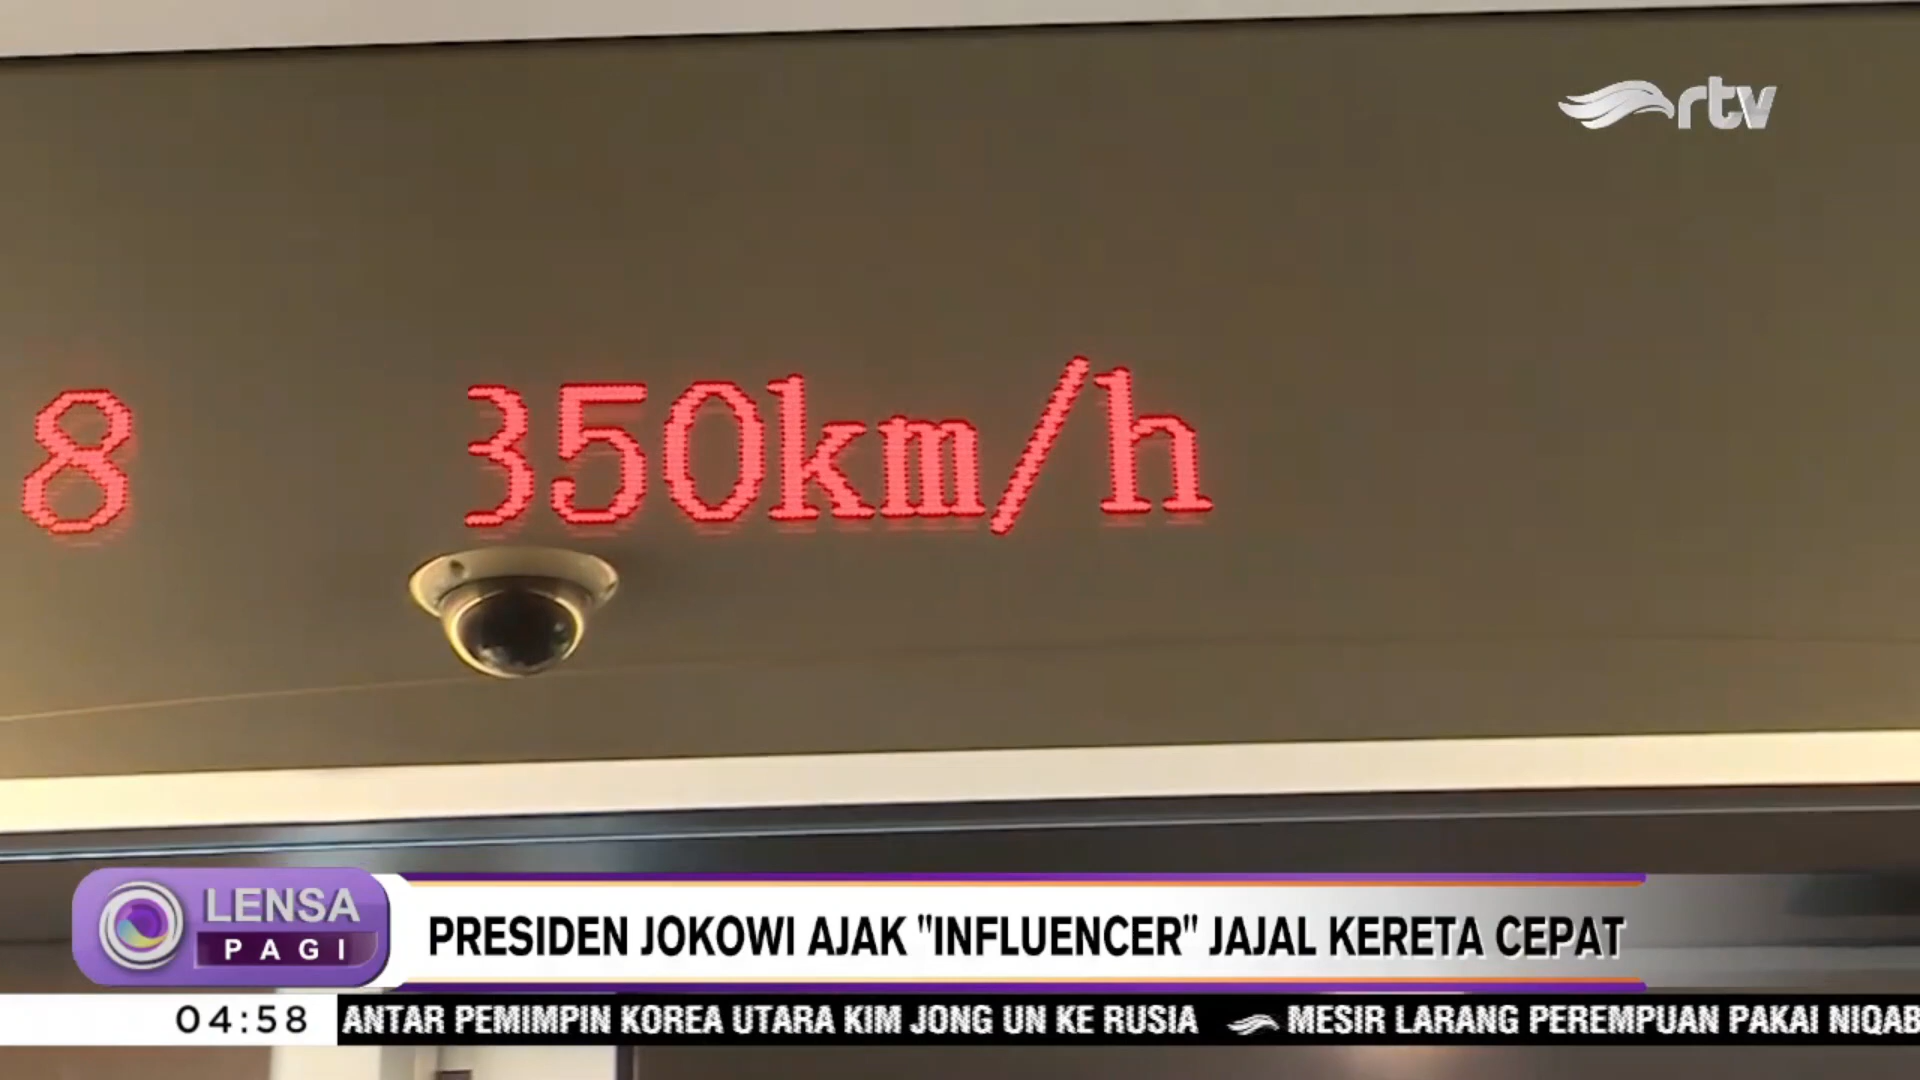 rtv
8 350km/h
LENSA
PAGI
PRESIDEN JOKOWI AJAK "INFLUENCER" JAJAL KERETA CEPAT
04:58
ANTAR PEMIMPIN KOREA UTARA KIM JONG UN KE RUSIA MESIR LARANG PEREMPUAN PAKAI NIQAB